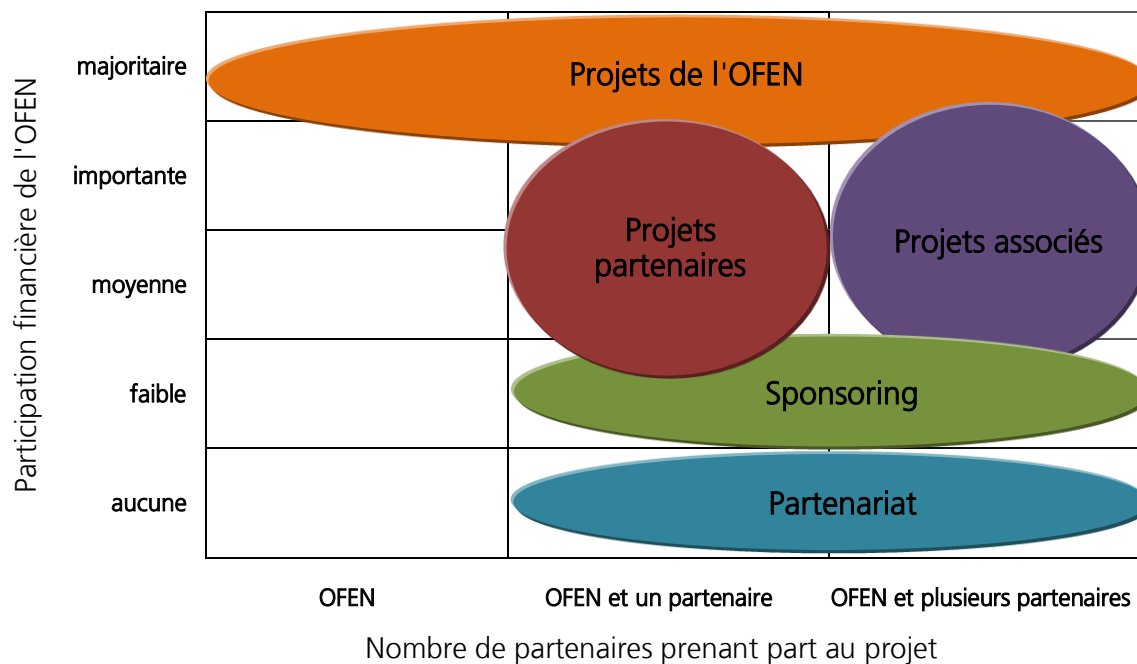 Participation financière de l'OFEN
majoritaire
importante
moyenne
faible
aucune
Projets de l'OFEN
Projets
partenaires
Projets associés
Sponsoring
Partenariat
OFEN
OFEN et un partenaire
OFEN et plusieurs partenaires
Nombre de partenaires prenant part au projet